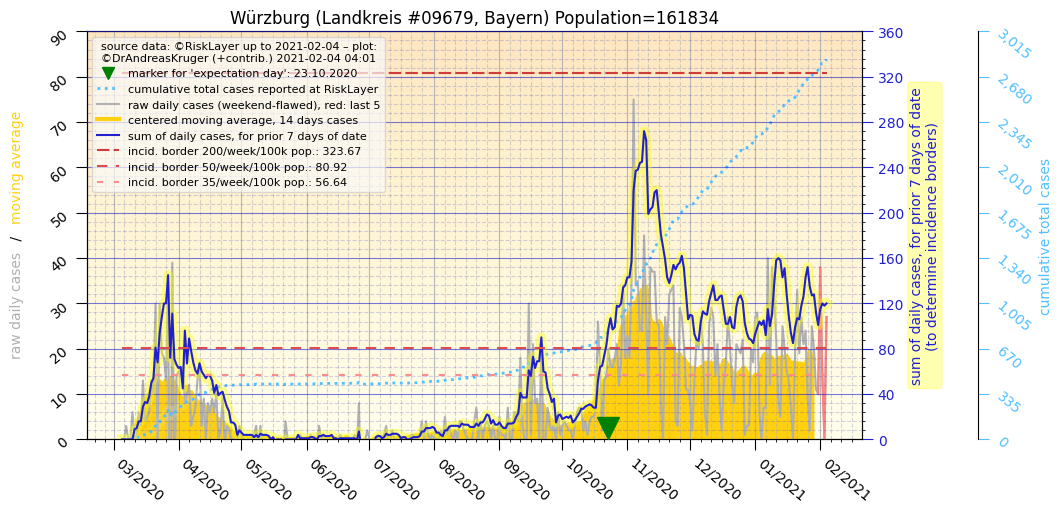 Würzburg (Landkreis #09679, Bayern) Population=161834
source data: ©RiskLayer up to 2021-02-04 – plot:
©DrAndreasKruger (+contrib.) 2021-02-04 04:01
marker for 'expectation day': 23.10.2020
cumulative total cases reported at RiskLayer
raw daily cases (weekend-flawed), red: last 5
centered moving average, 14 days cases
sum of daily cases, for prior 7 days of date
incid. border 200/week/100k pop.: 323.67
incid. border 50/week/100k pop.: 80.92
incid. border 35/week/100k pop.: 56.64
raw daily cases / moving average
90
80
70
60
50
40
30
20
10
0
03/2020
04/2020
05/2020
06/2020
07/2020
08/2020
09/2020
10/2020
11/2020
12/2020
01/2021
02/2021
360
320
280
240
200
160
120
80
40
0
sum of daily cases, for prior 7 days of date
(to determine incidence borders)
3,015
2,680
2,345
2,010
1,675
1,340
1,005
670
335
0
cumulative total cases